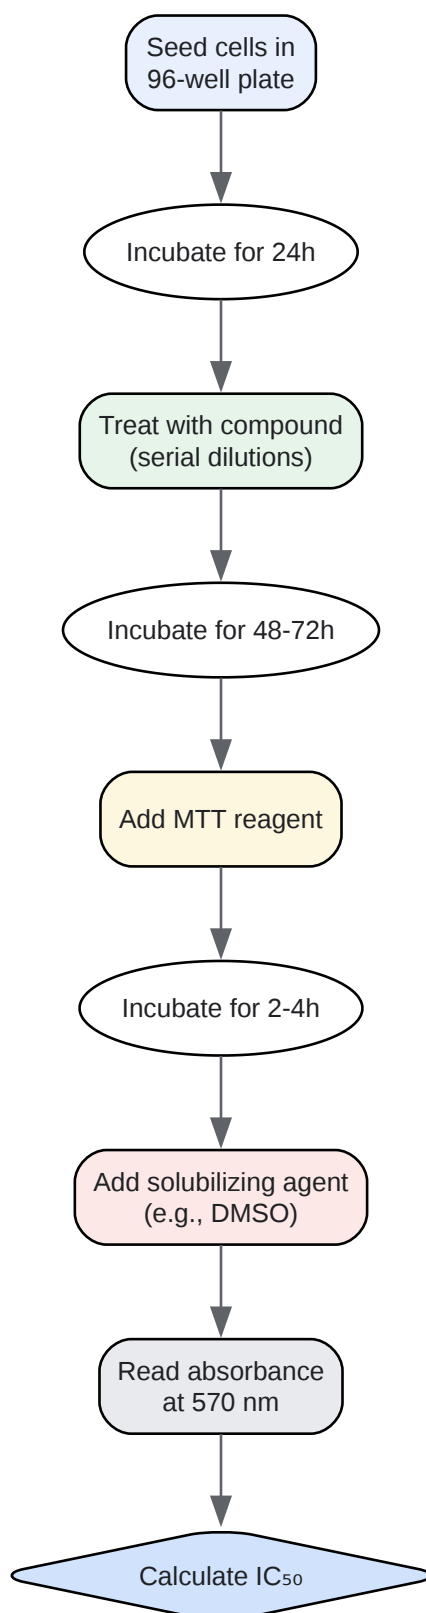 Seed cells in
96-well plate
Incubate for 24h
Treat with compound
(serial dilutions)
Incubate for 48-72h
Add MTT reagent
Incubate for 2-4h
Add solubilizing agent
(e.g., DMSO)
Read absorbance
at 570 nm
Calculate IC₅₀